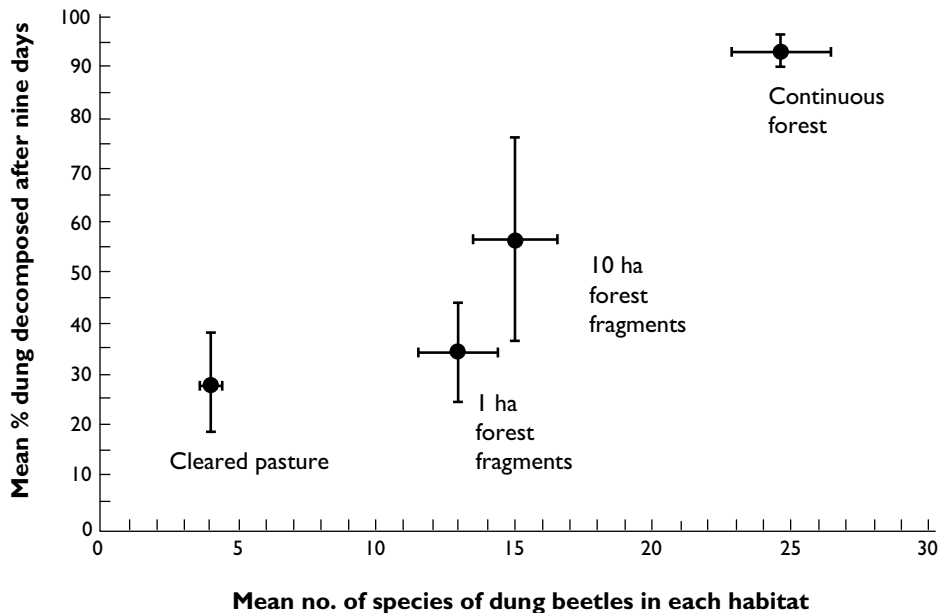 Mean % dung decomposed after nine days
100
90
80
70
60
50
40
30
20
10
0
Continuous
forest
10 ha
forest
fragments
1 ha
forest
fragments
Cleared pasture
0 5 10 15 20 25 30
Mean no. of species of dung beetles in each habitat